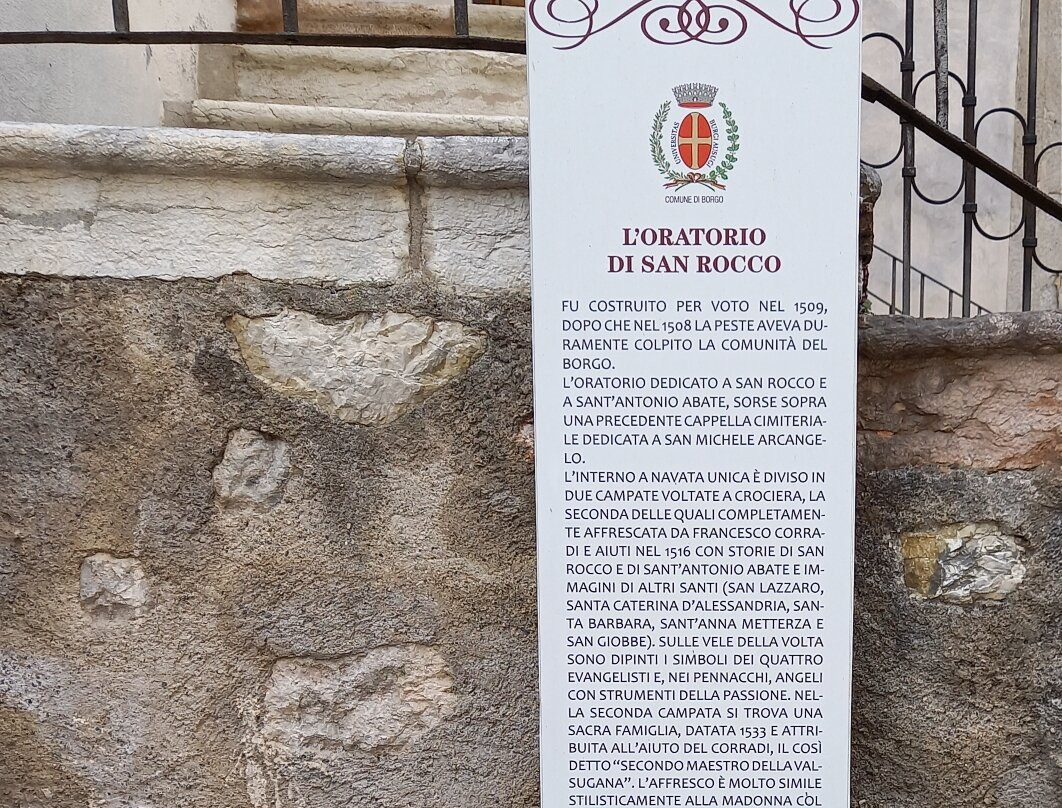 UNIVERSITAS BURGI AUSUGI
COMUNE DI BORGO
L'ORATORIO
DI SAN ROCCO
FU COSTRUITO PER VOTO NEL 1509,
DOPO CHE NEL 1508 LA PESTE AVEVA DU-
RAMENTE COLPITO LA COMUNITÀ DEL
BORGO.
L'ORATORIO DEDICATO A SAN ROCCO E
A SANT'ANTONIO ABATE, SORSE SOPRA
UNA PRECEDENTE CAPPELLA CIMITERIA-
LE DEDICATA A SAN MICHELE ARCANGE-
LO.
L'INTERNO A NAVATA UNICA È DIVISO IN
DUE CAMPATE VOLTATE A CROCIERA, LA
SECONDA DELLE QUALI COMPLETAMEN-
TE AFFRESCATA DA FRANCESCO CORRA-
DI E AIUTI NEL 1516 CON STORIE DI SAN
ROCCO E DI SANT'ANTONIO ABATE E IM-
MAGINI DI ALTRI SANTI (SAN LAZZARO,
SANTA CATERINA D'ALESSANDRIA, SAN-
TA BARBARA, SANT'ANNA METTERZA E
SAN GIOBBE). SULLE VELE DELLA VOLTA
SONO DIPINTI I SIMBOLI DEI QUATTRO
EVANGELISTI E, NEI PENNACCHI, ANGELI
CON STRUMENTI DELLA PASSIONE. NEL-
LA SECONDA CAMPATA SI TROVA UNA
SACRA FAMIGLIA, DATATA 1533 E ATTRI-
BUITA ALL'AIUTO DEL CORRADI, IL COSÌ
DETTO "SECONDO MAESTRO DELLA VAL-
SUGANA". L'AFFRESCO È MOLTO SIMILE
STILISTICAMENTE ALLA MADONNA COL